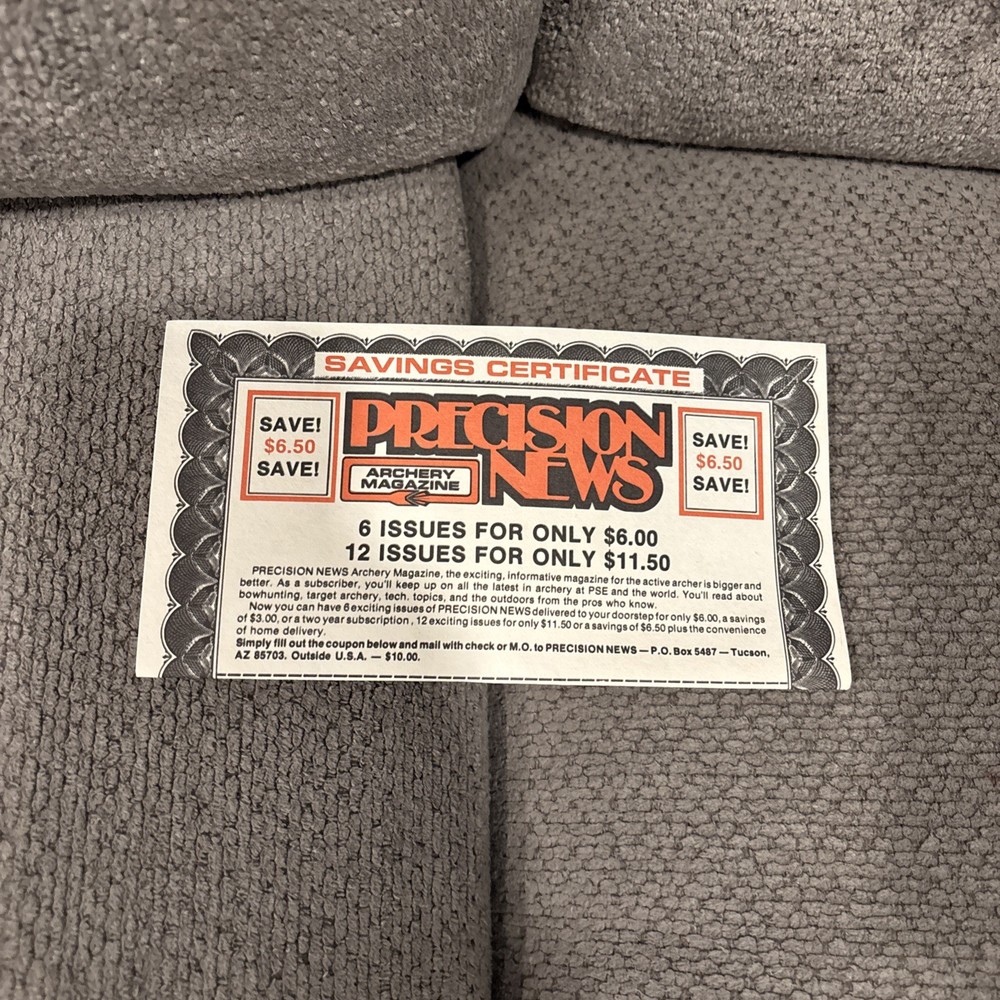 SAVINGS CERTIFICATE
SAVE!
$6.50
SAVE!
PRECISION
NEWS
ARCHERY
MAGAZINE
SAVE!
$6.50
SAVE!
6 ISSUES FOR ONLY $6.00
12 ISSUES FOR ONLY $11.50
PRECISION NEWS Archery Magazine, the exciting, informative magazine for the active archer is bigger and
better. As a subscriber, you'll keep up on all the latest in archery at PSE and the world. You'll read about
bowhunting, target archery, tech. topics, and the outdoors from the pros who know.
Now you can have 6 exciting issues of PRECISION NEWS delivered to your doorstep for only $6.00, a savings
of $3.00, or a two year subscription, 12 exciting issues for only $11.50 or a savings of $6.50 plus the convenience
of home delivery.
Simply fill out the coupon below and mail with check or M.O. to PRECISION NEWS — P.O. Box 5487 — Tucson,
AZ 85703. Outside U.S.A. — $10.00.